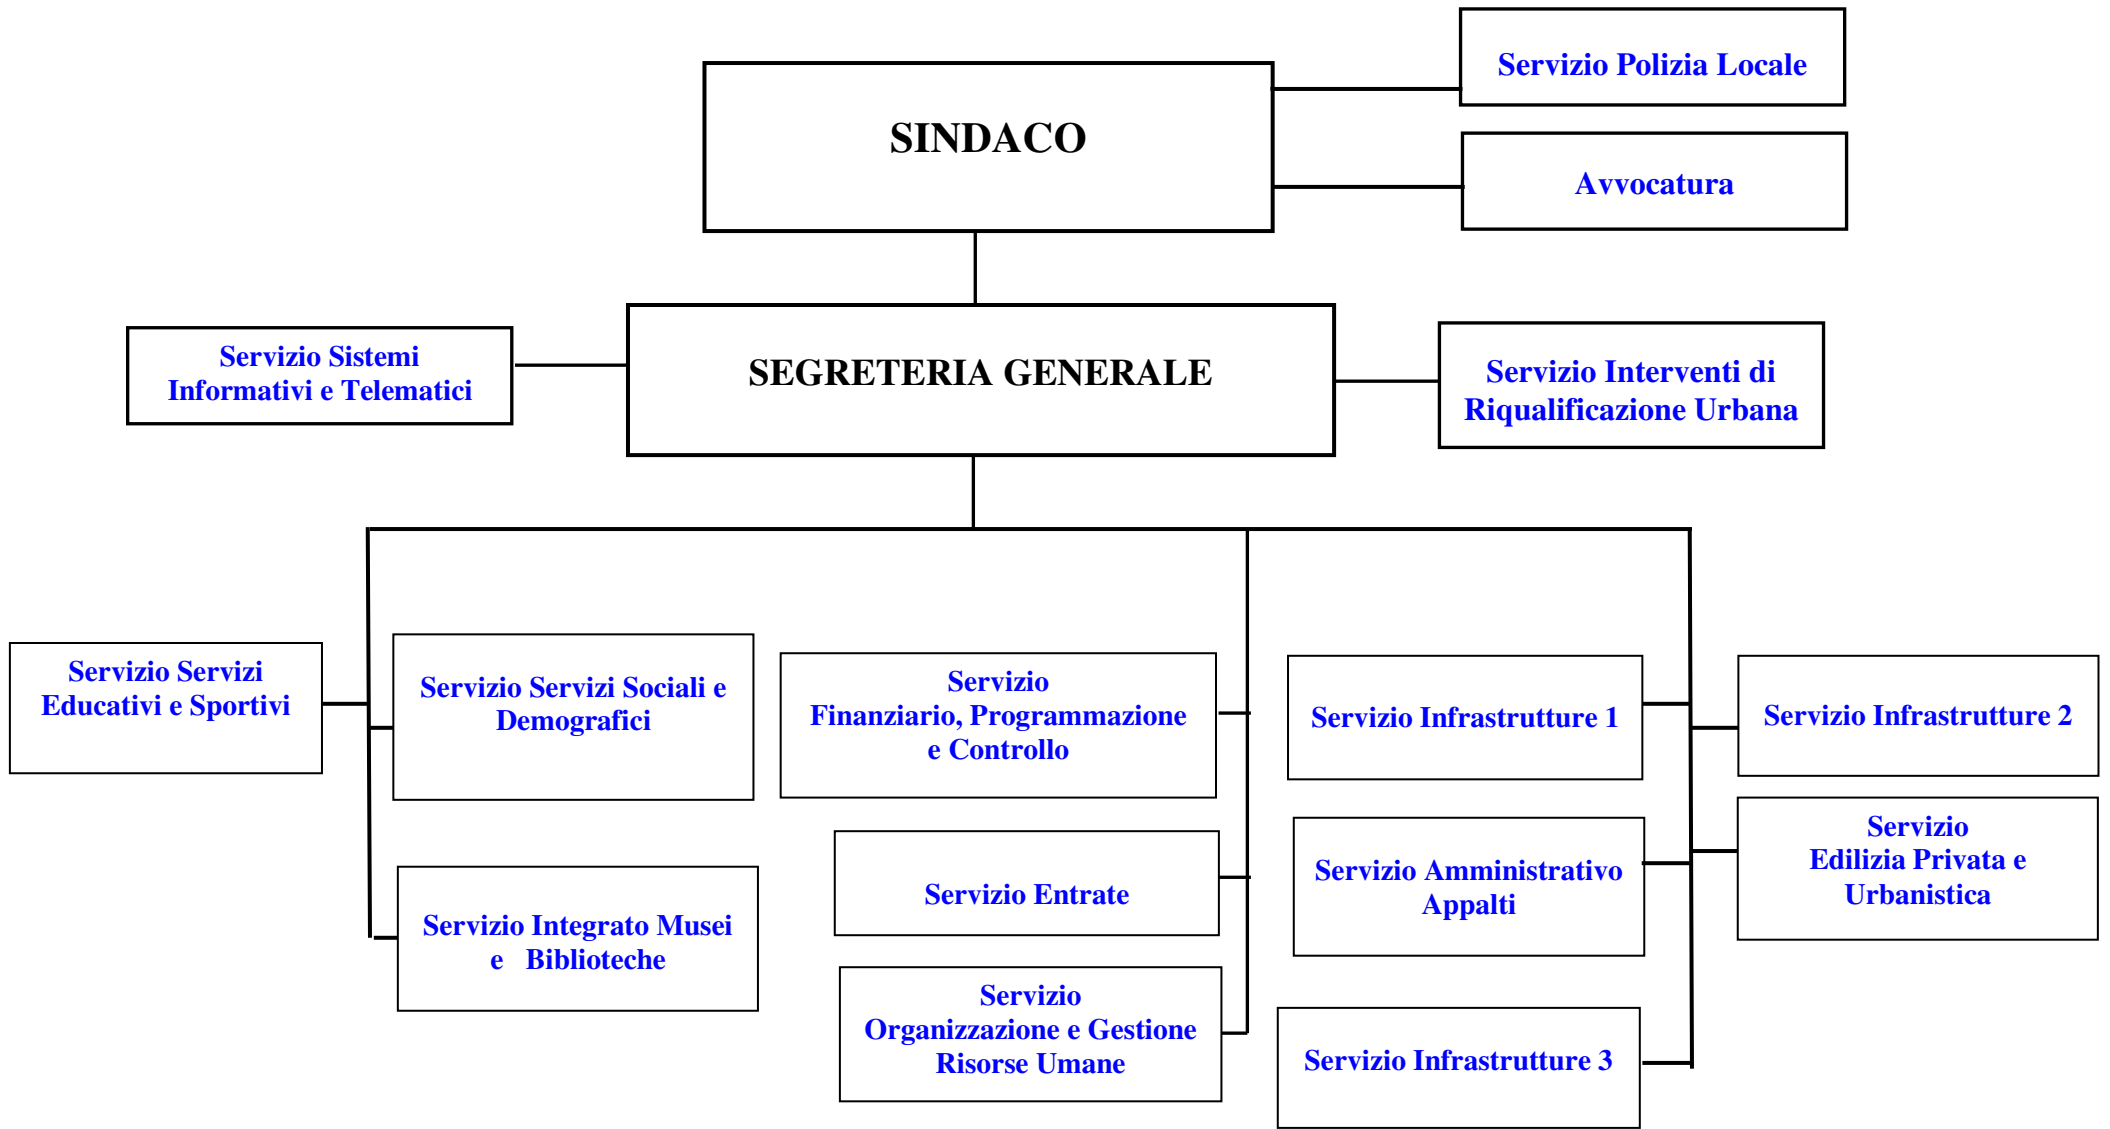 Servizio Polizia Locale
SINDACO
Avvocatura
Servizio Sistemi
Informativi e Telematici
SEGRETERIA GENERALE
Servizio Interventi di
Riqualificazione Urbana
Servizio Servizi
Educativi e Sportivi
Servizio Servizi Sociali e
Demografici
Servizio
Finanziario, Programmazione
e Controllo
Servizio Infrastrutture 1
Servizio Infrastrutture 2
Servizio Integrato Musei
e Biblioteche
Servizio Entrate
Servizio Amministrativo
Appalti
Servizio
Edilizia Privata e
Urbanistica
Servizio
Organizzazione e Gestione
Risorse Umane
Servizio Infrastrutture 3